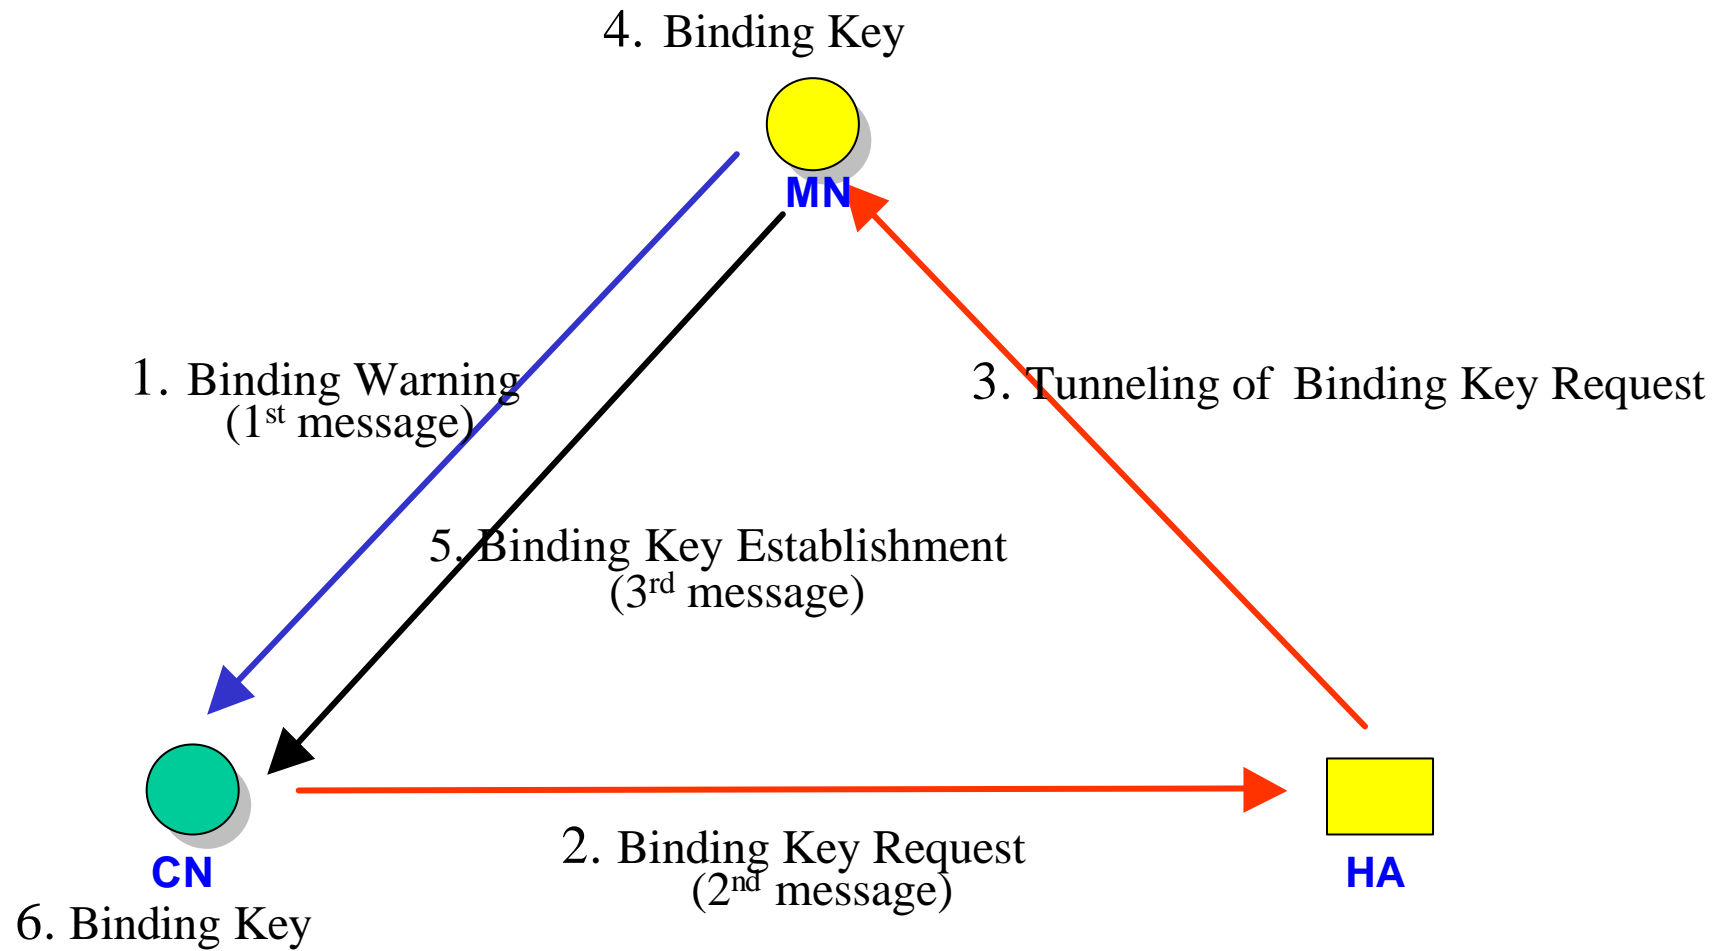 4. Binding Key
MN
1. Binding Warning
(1st message)
3. Tunneling of Binding Key Request
5. Binding Key Establishment
(3rd message)
2. Binding Key Request
(2nd message)
CN
HA
6. Binding Key